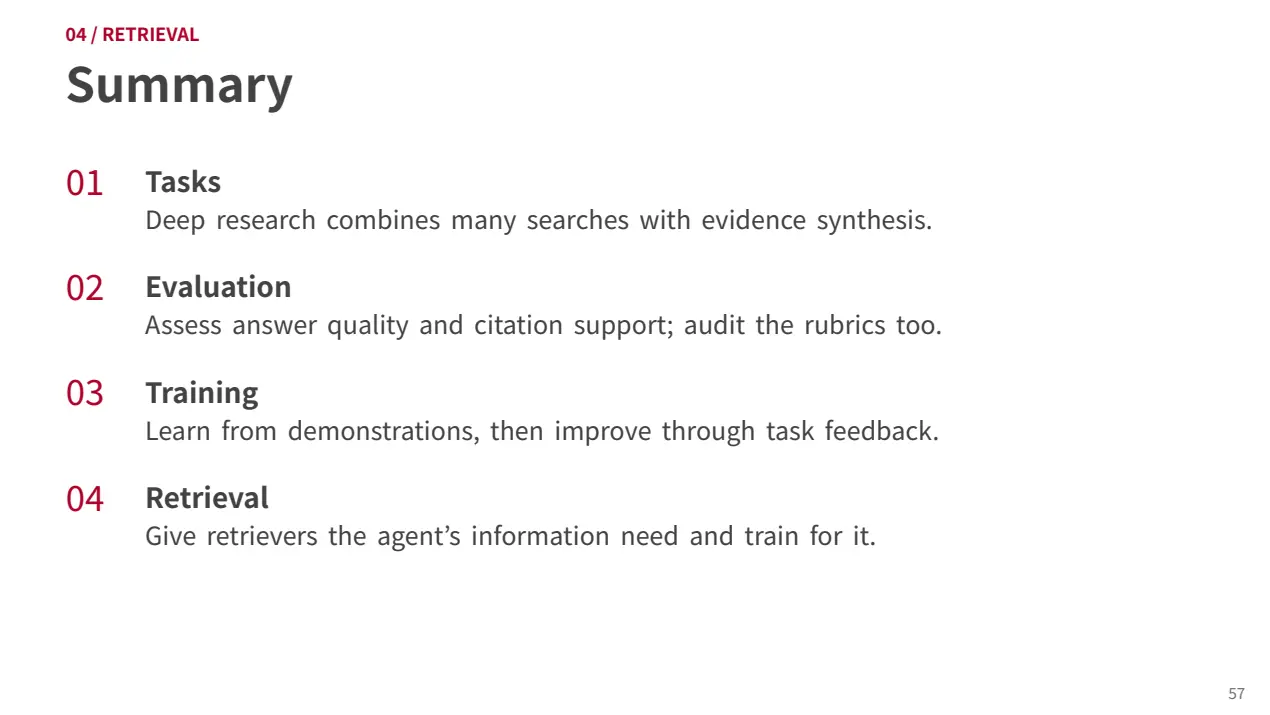 04 / RETRIEVAL
Summary
01
Tasks
Deep research combines many searches with evidence synthesis.
02
Evaluation
Assess answer quality and citation support; audit the rubrics too.
03
Training
Learn from demonstrations, then improve through task feedback.
04
Retrieval
Give retrievers the agent’s information need and train for it.
57